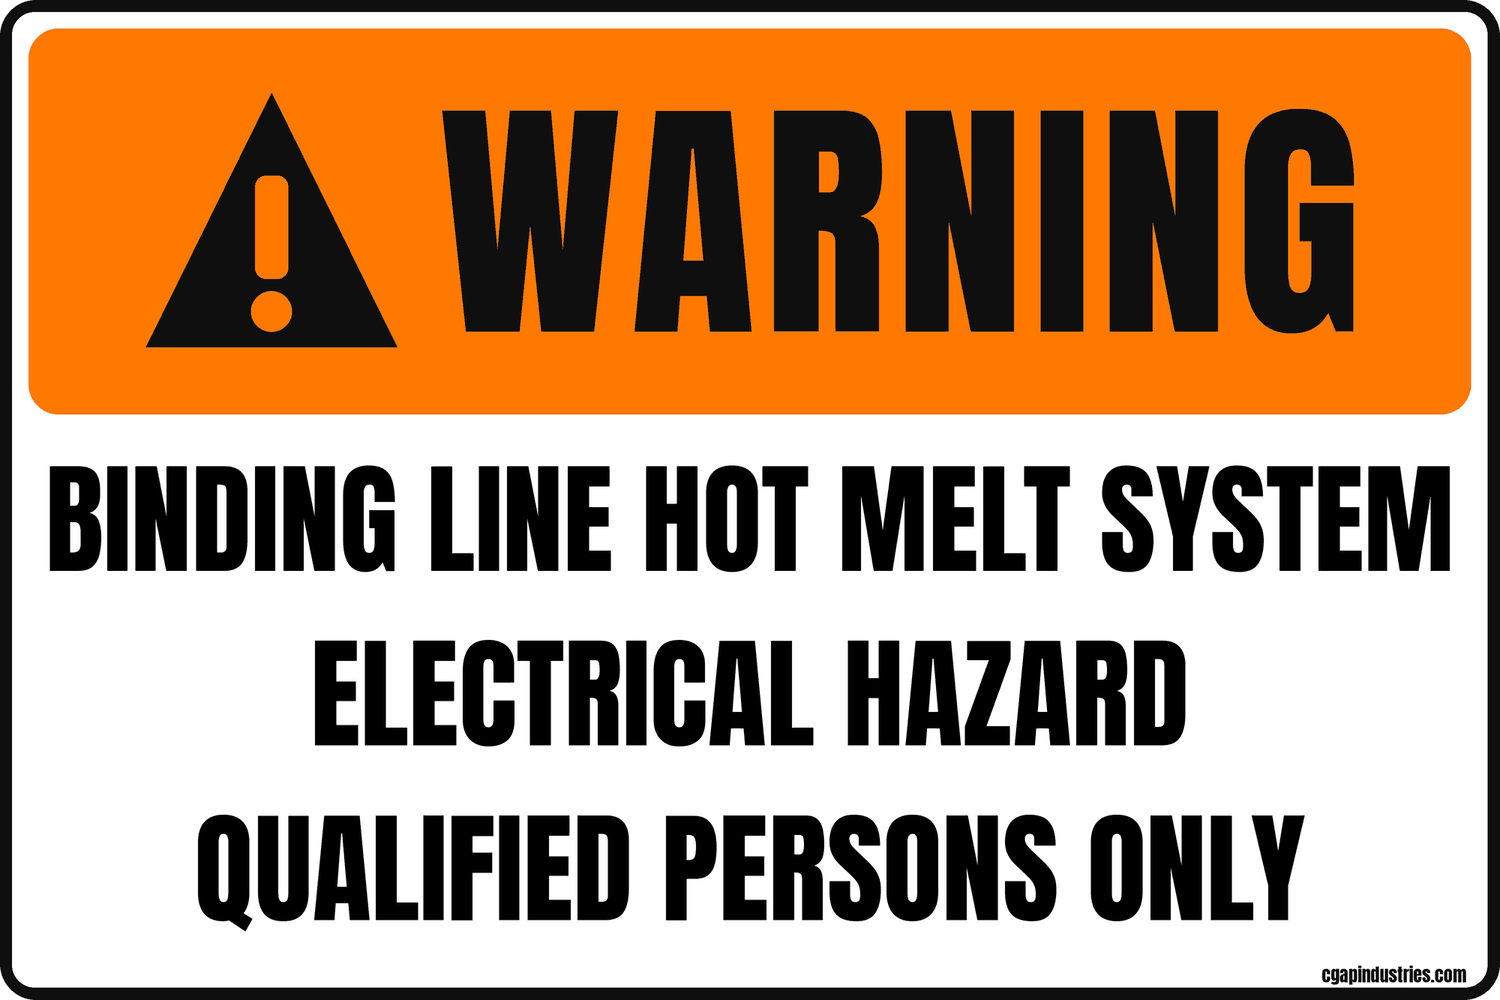 WARNING
BINDING LINE HOT MELT SYSTEM
ELECTRICAL HAZARD
QUALIFIED PERSONS ONLY
cgapindustries.com